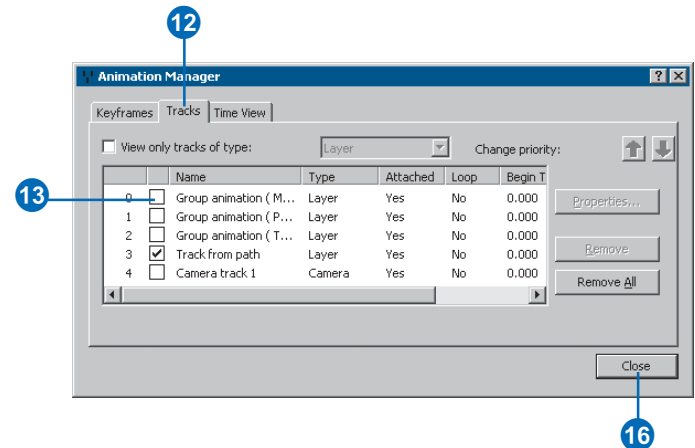 12
Animation Manager
Keyframes Tracks Time View
View only tracks of type: Layer Change priority:
Name Type Attached Loop Begin T
13
0 Group animation ( M... Layer Yes No 0.000
1 Group animation ( P... Layer Yes No 0.000
2 Group animation ( T... Layer Yes No 0.000
3 Track from path Layer Yes No 0.000
4 Camera track 1 Camera Yes No 0.000
Properties...
Remove
Remove All
Close
16